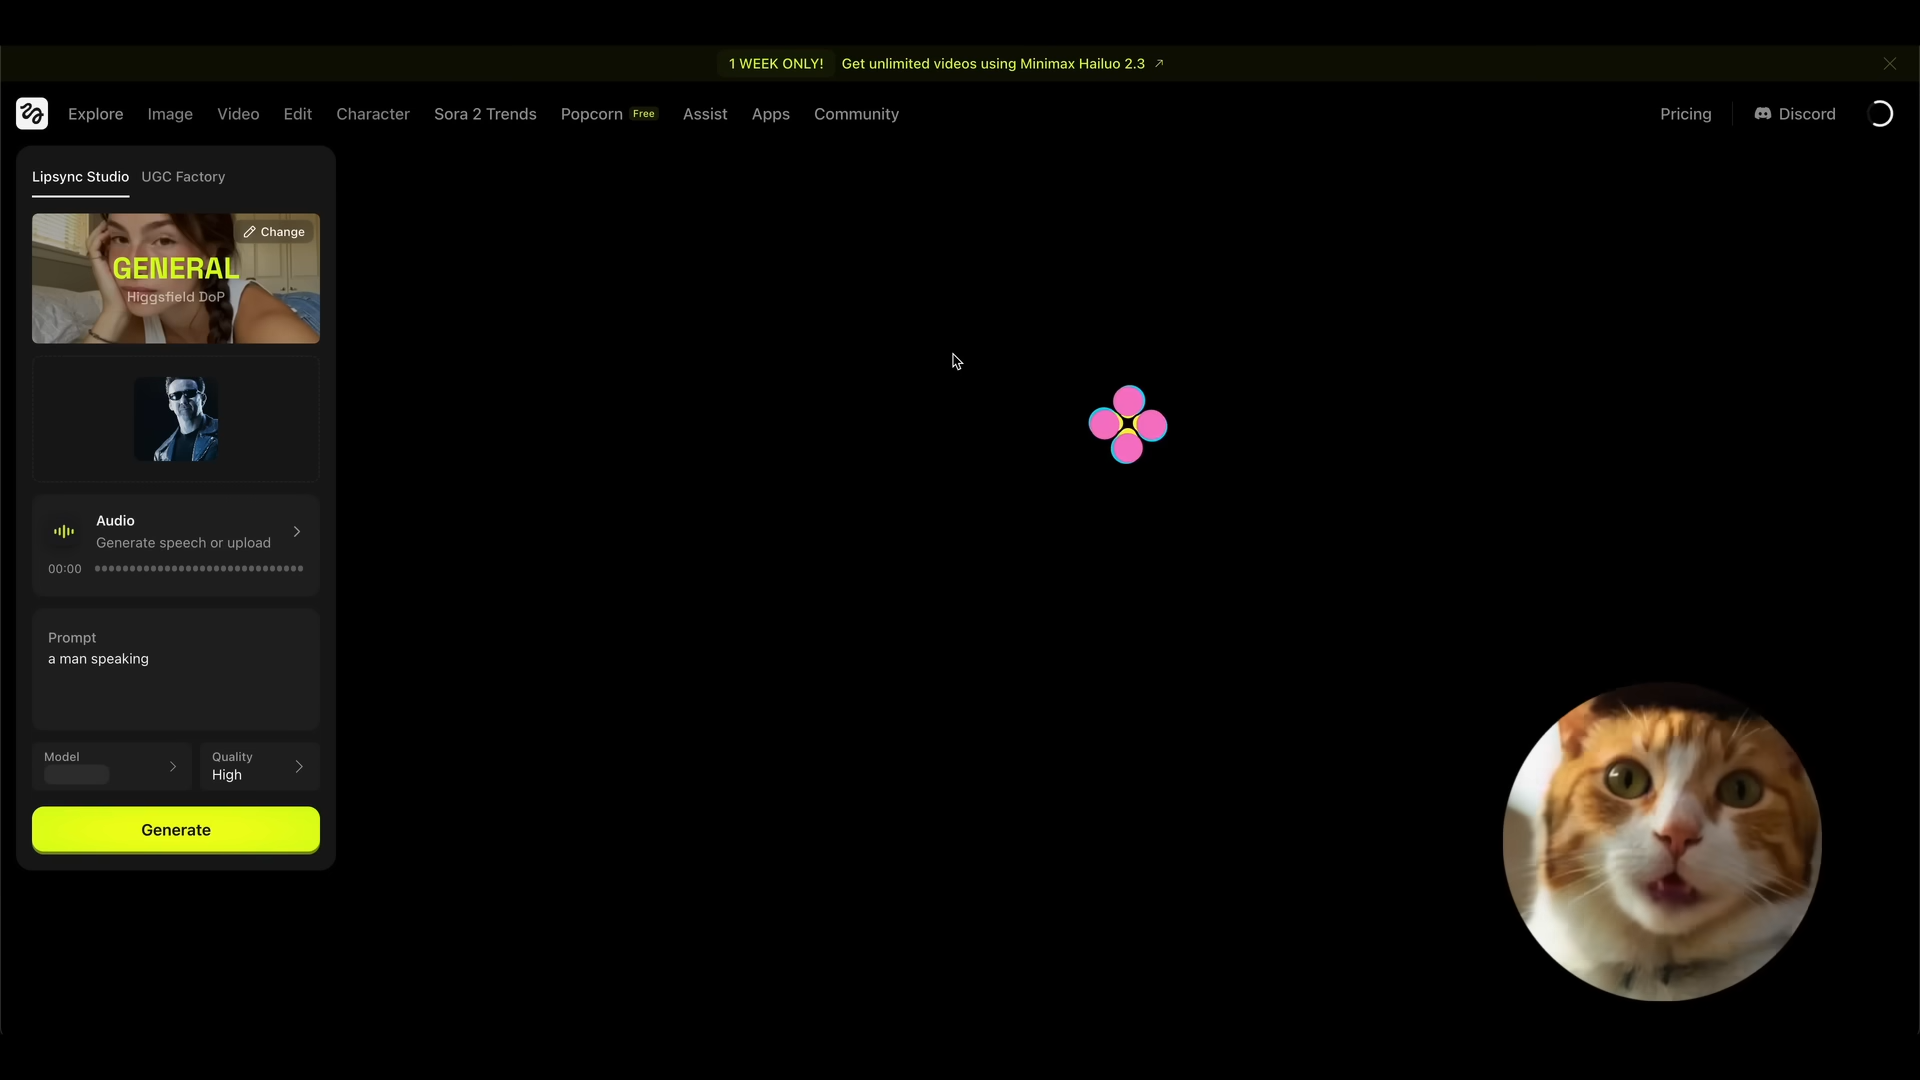 1 WEEK ONLY! Get unlimited videos using Minimax Hailuo 2.3
Explore Image Video Edit Character Sora 2 Trends Popcorn Free Assist Apps Community Pricing Discord
Lipsync Studio UGC Factory
Change
GENERAL
Higgsfield DoP
Audio
Generate speech or upload
00:00
Prompt
a man speaking
Model
Quality
High
Generate